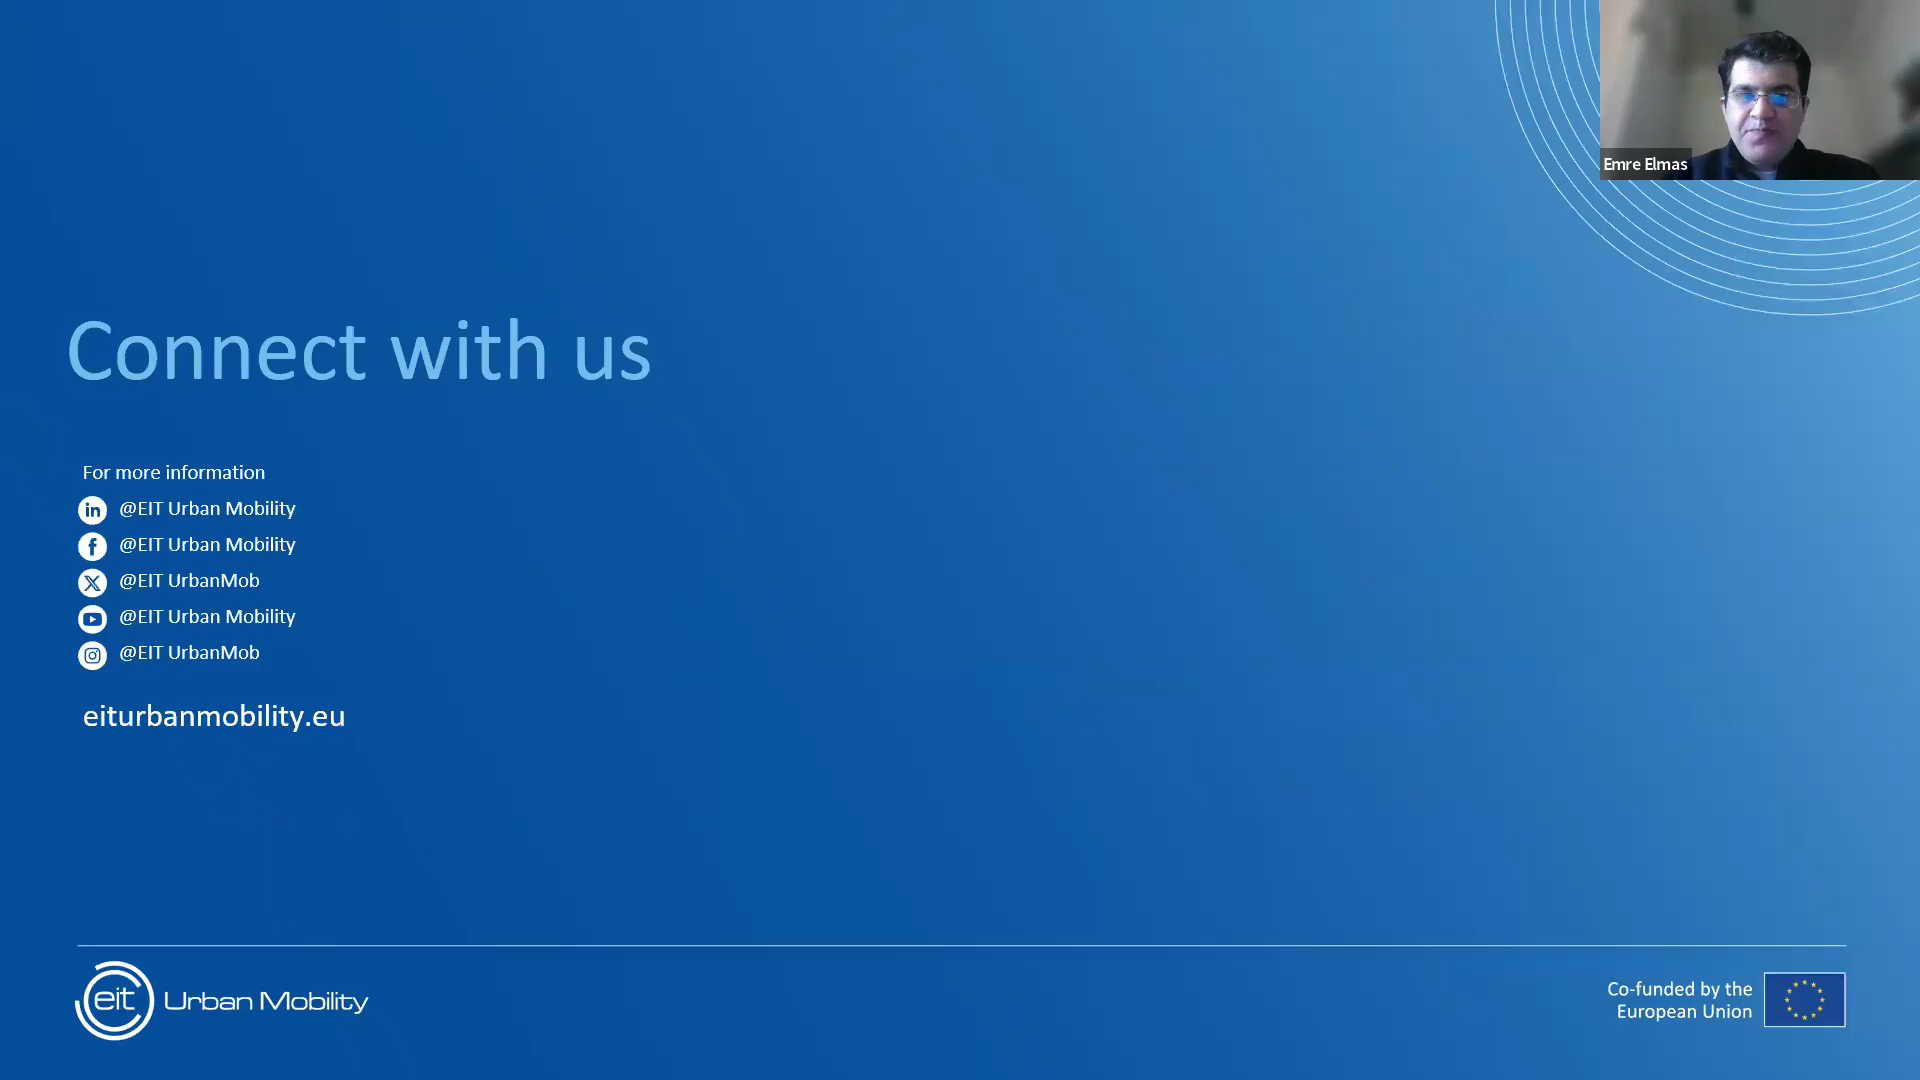 Emre Elmas
Connect with us
For more information
in @EIT Urban Mobility
f @EIT Urban Mobility
X @EIT UrbanMob
@EIT Urban Mobility
@EIT UrbanMob
eiturbanmobility.eu
eit Urban Mobility
Co-funded by the
European Union